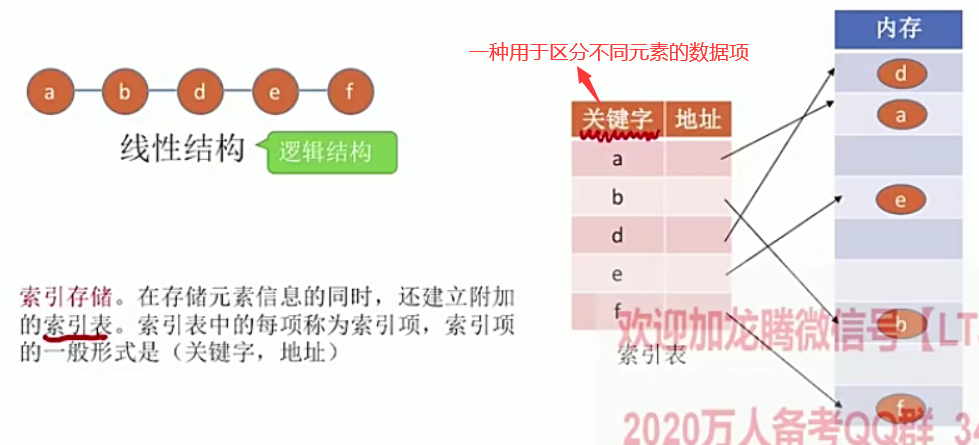 a b d e f
线性结构
逻辑结构
索引存储。在存储元素信息的同时，还建立附加
的索引表。索引表中的每项称为索引项，索引项
的一般形式是（关键字，地址）
一种用于区分不同元素的数据项
关键字 地址
a
b
d
e
f
索引表
内存
d
a
e
b
f
欢迎加龙腾微信号【LT
2020万人备考QQ群